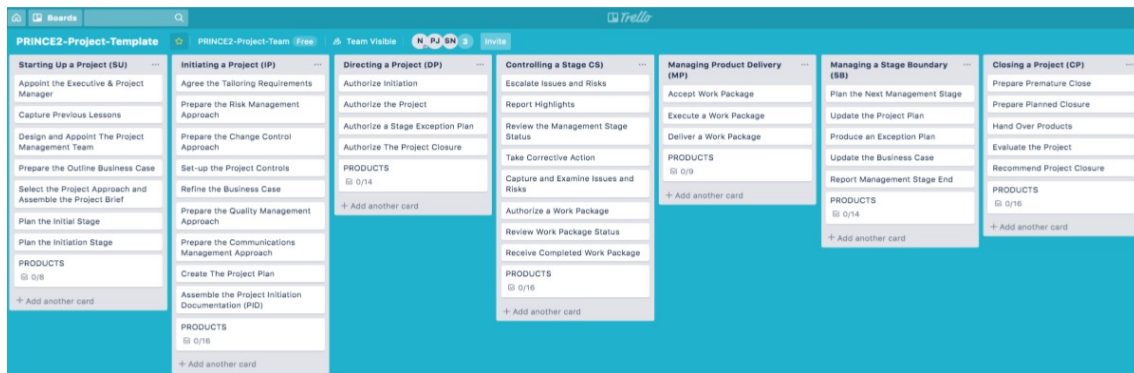 Boards
Trello
PRINCE2-Project-Template
PRINCE2-Project-Team Free
Team Visible
N PJ SN 3
Invite
Starting Up a Project (SU)
Appoint the Executive & Project
Manager
Capture Previous Lessons
Design and Appoint The Project
Management Team
Prepare the Outline Business Case
Select the Project Approach and
Assemble the Project Brief
Plan the Initial Stage
Plan the Initiation Stage
PRODUCTS
0/8
+ Add another card
Initiating a Project (IP)
Agree the Tailoring Requirements
Prepare the Risk Management
Approach
Prepare the Change Control
Approach
Set-up the Project Controls
Refine the Business Case
Prepare the Quality Management
Approach
Prepare the Communications
Management Approach
Create The Project Plan
Assemble the Project Initiation
Documentation (PID)
PRODUCTS
0/16
+ Add another card
Directing a Project (DP)
Authorize Initiation
Authorize the Project
Authorize a Stage Exception Plan
Authorize The Project Closure
PRODUCTS
0/14
+ Add another card
Controlling a Stage CS)
Escalate Issues and Risks
Report Highlights
Review the Management Stage
Status
Take Corrective Action
Capture and Examine Issues and
Risks
Authorize a Work Package
Review Work Package Status
Receive Completed Work Package
PRODUCTS
0/16
+ Add another card
Managing Product Delivery
(MP)
Accept Work Package
Execute a Work Package
Deliver a Work Package
PRODUCTS
0/9
+ Add another card
Managing a Stage Boundary
(SB)
Plan the Next Management Stage
Update the Project Plan
Produce an Exception Plan
Update the Business Case
Report Management Stage End
PRODUCTS
0/14
+ Add another card
Closing a Project (CP)
Prepare Premature Close
Prepare Planned Closure
Hand Over Products
Evaluate the Project
Recommend Project Closure
PRODUCTS
0/16
+ Add another card